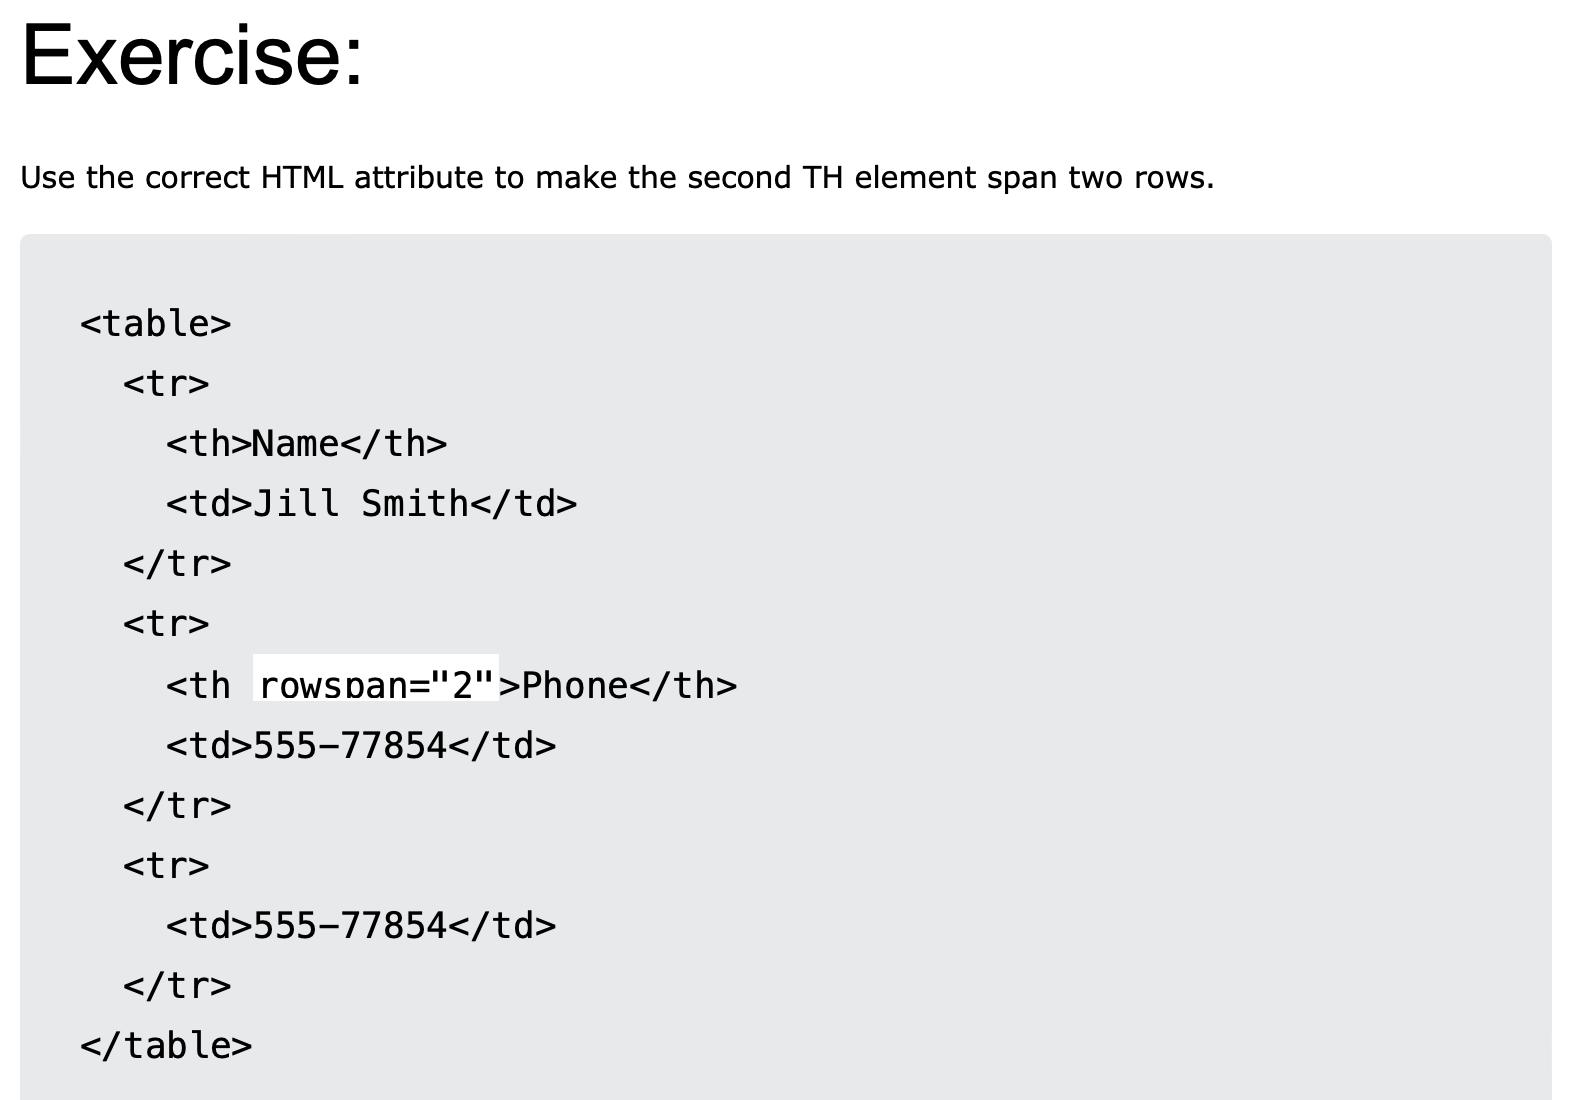 Exercise:
Use the correct HTML attribute to make the second TH element span two rows.
<table>
  <tr>
    <th>Name</th>
    <td>Jill Smith</td>
  </tr>
  <tr>
    <th rowspan="2">Phone</th>
    <td>555-77854</td>
  </tr>
  <tr>
    <td>555-77854</td>
  </tr>
</table>